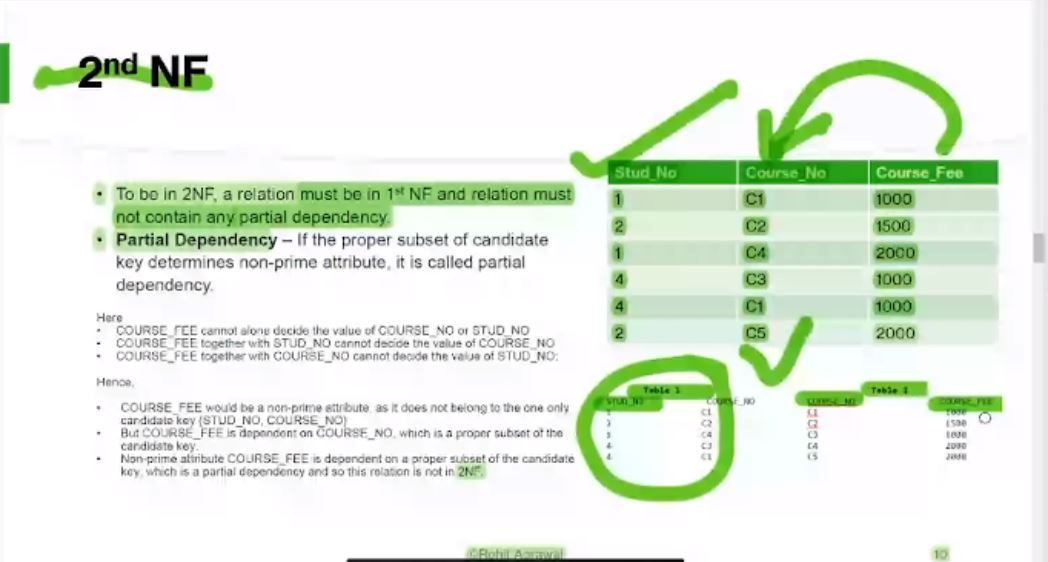 2nd NF
• To be in 2NF, a relation must be in 1st NF and relation must
not contain any partial dependency.
• Partial Dependency – If the proper subset of candidate
key determines non-prime attribute, it is called partial
dependency.
Here
• COURSE_FEE cannot alone decide the value of COURSE_NO or STUD_NO
• COURSE_FEE together with STUD_NO cannot decide the value of COURSE_NO
• COURSE_FEE together with COURSE_NO cannot decide the value of STUD_NO;
Hence,
• COURSE_FEE would be a non-prime attribute, as it does not belong to the one only
candidate key {STUD_NO, COURSE_NO}
• But COURSE_FEE is dependent on COURSE_NO, which is a proper subset of the
candidate key.
• Non-prime attribute COURSE_FEE is dependent on a proper subset of the candidate
key, which is a partial dependency and so this relation is not in 2NF.
Stud_No Course_No Course_Fee
1 C1 1000
2 C2 1500
1 C4 2000
4 C3 1000
4 C1 1000
2 C5 2000
Table 1 Table 2
STUD_NO COURSE_NO COURSE_NO COURSE_FEE
C1 C1 1000
C2 C2 1500
C4 C3 1000
4 C3 C4 2000
4 C1 C5 2000
©Rohit Agrawal
10